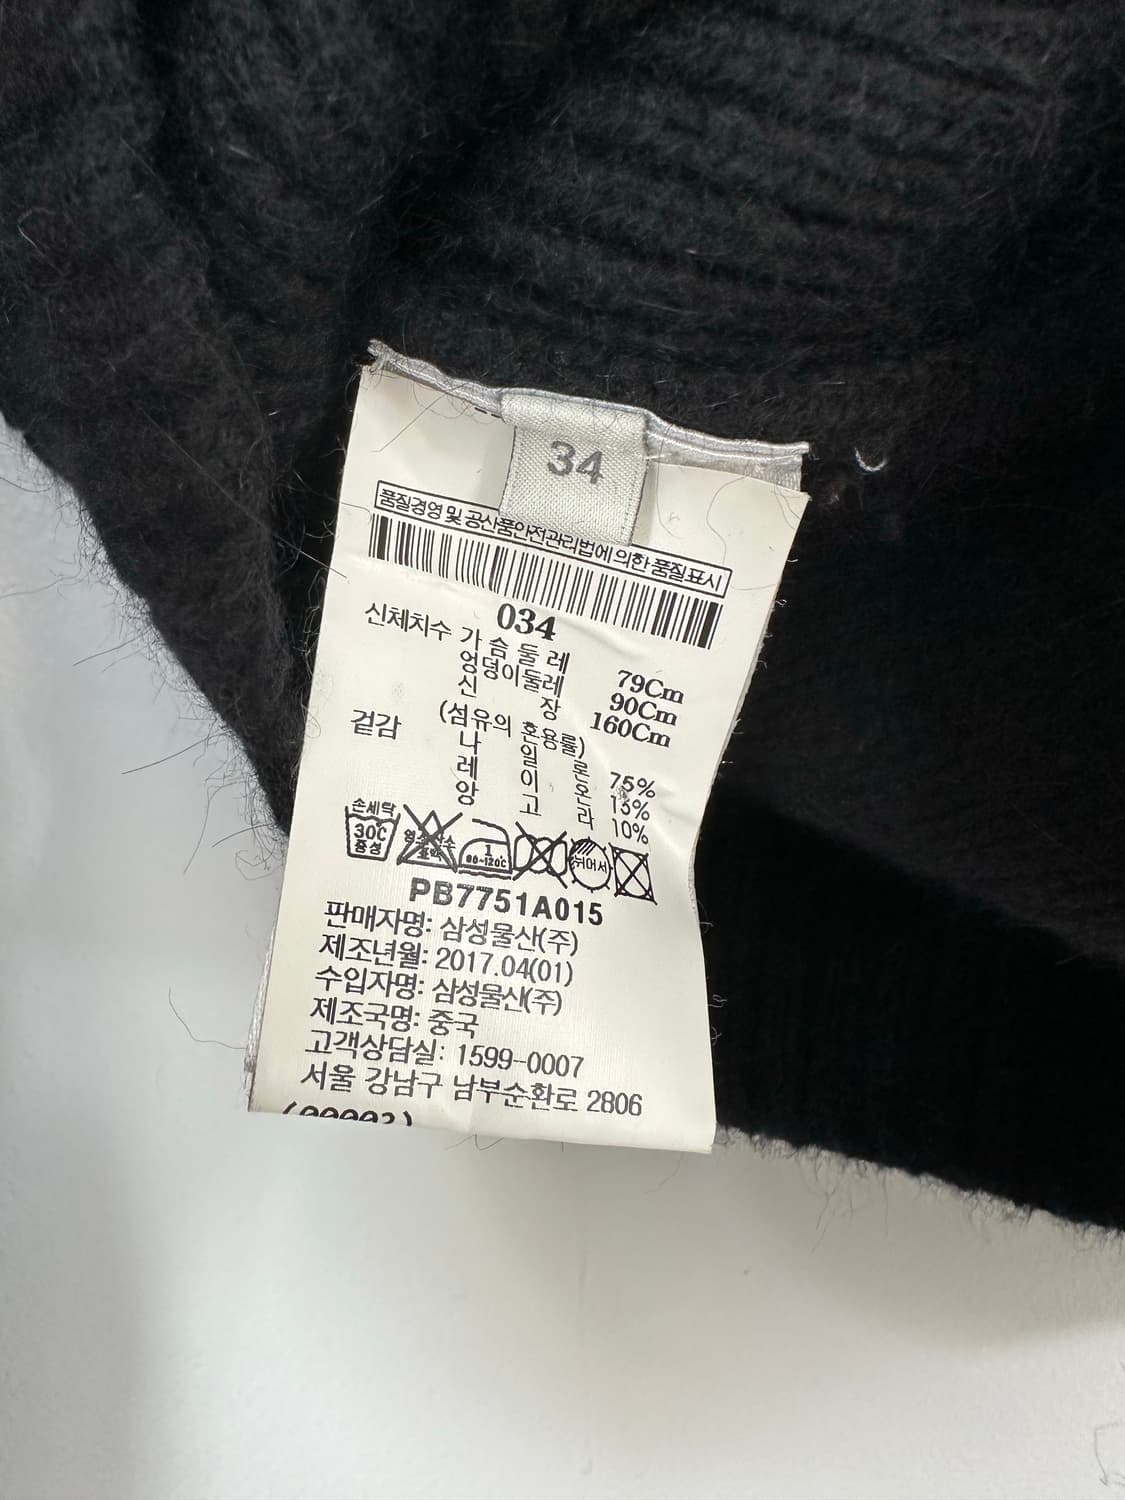 34
품질경영 및 공산품안전관리법에 의한 품질표시
034
신체치수 가 슴 둘 레 79Cm
엉덩이둘레 90Cm
신 장 160Cm
겉감 (섬유의 혼용률)
나 일 론 75%
레 이 온 15%
앙 고 라 10%
손세탁
30C
중성
1
80~120℃
뉘어서
PB7751A015
판매자명: 삼성물산(주)
제조년월: 2017.04(01)
수입자명: 삼성물산(주)
제조국명: 중국
고객상담실: 1599-0007
서울 강남구 남부순환로 2806